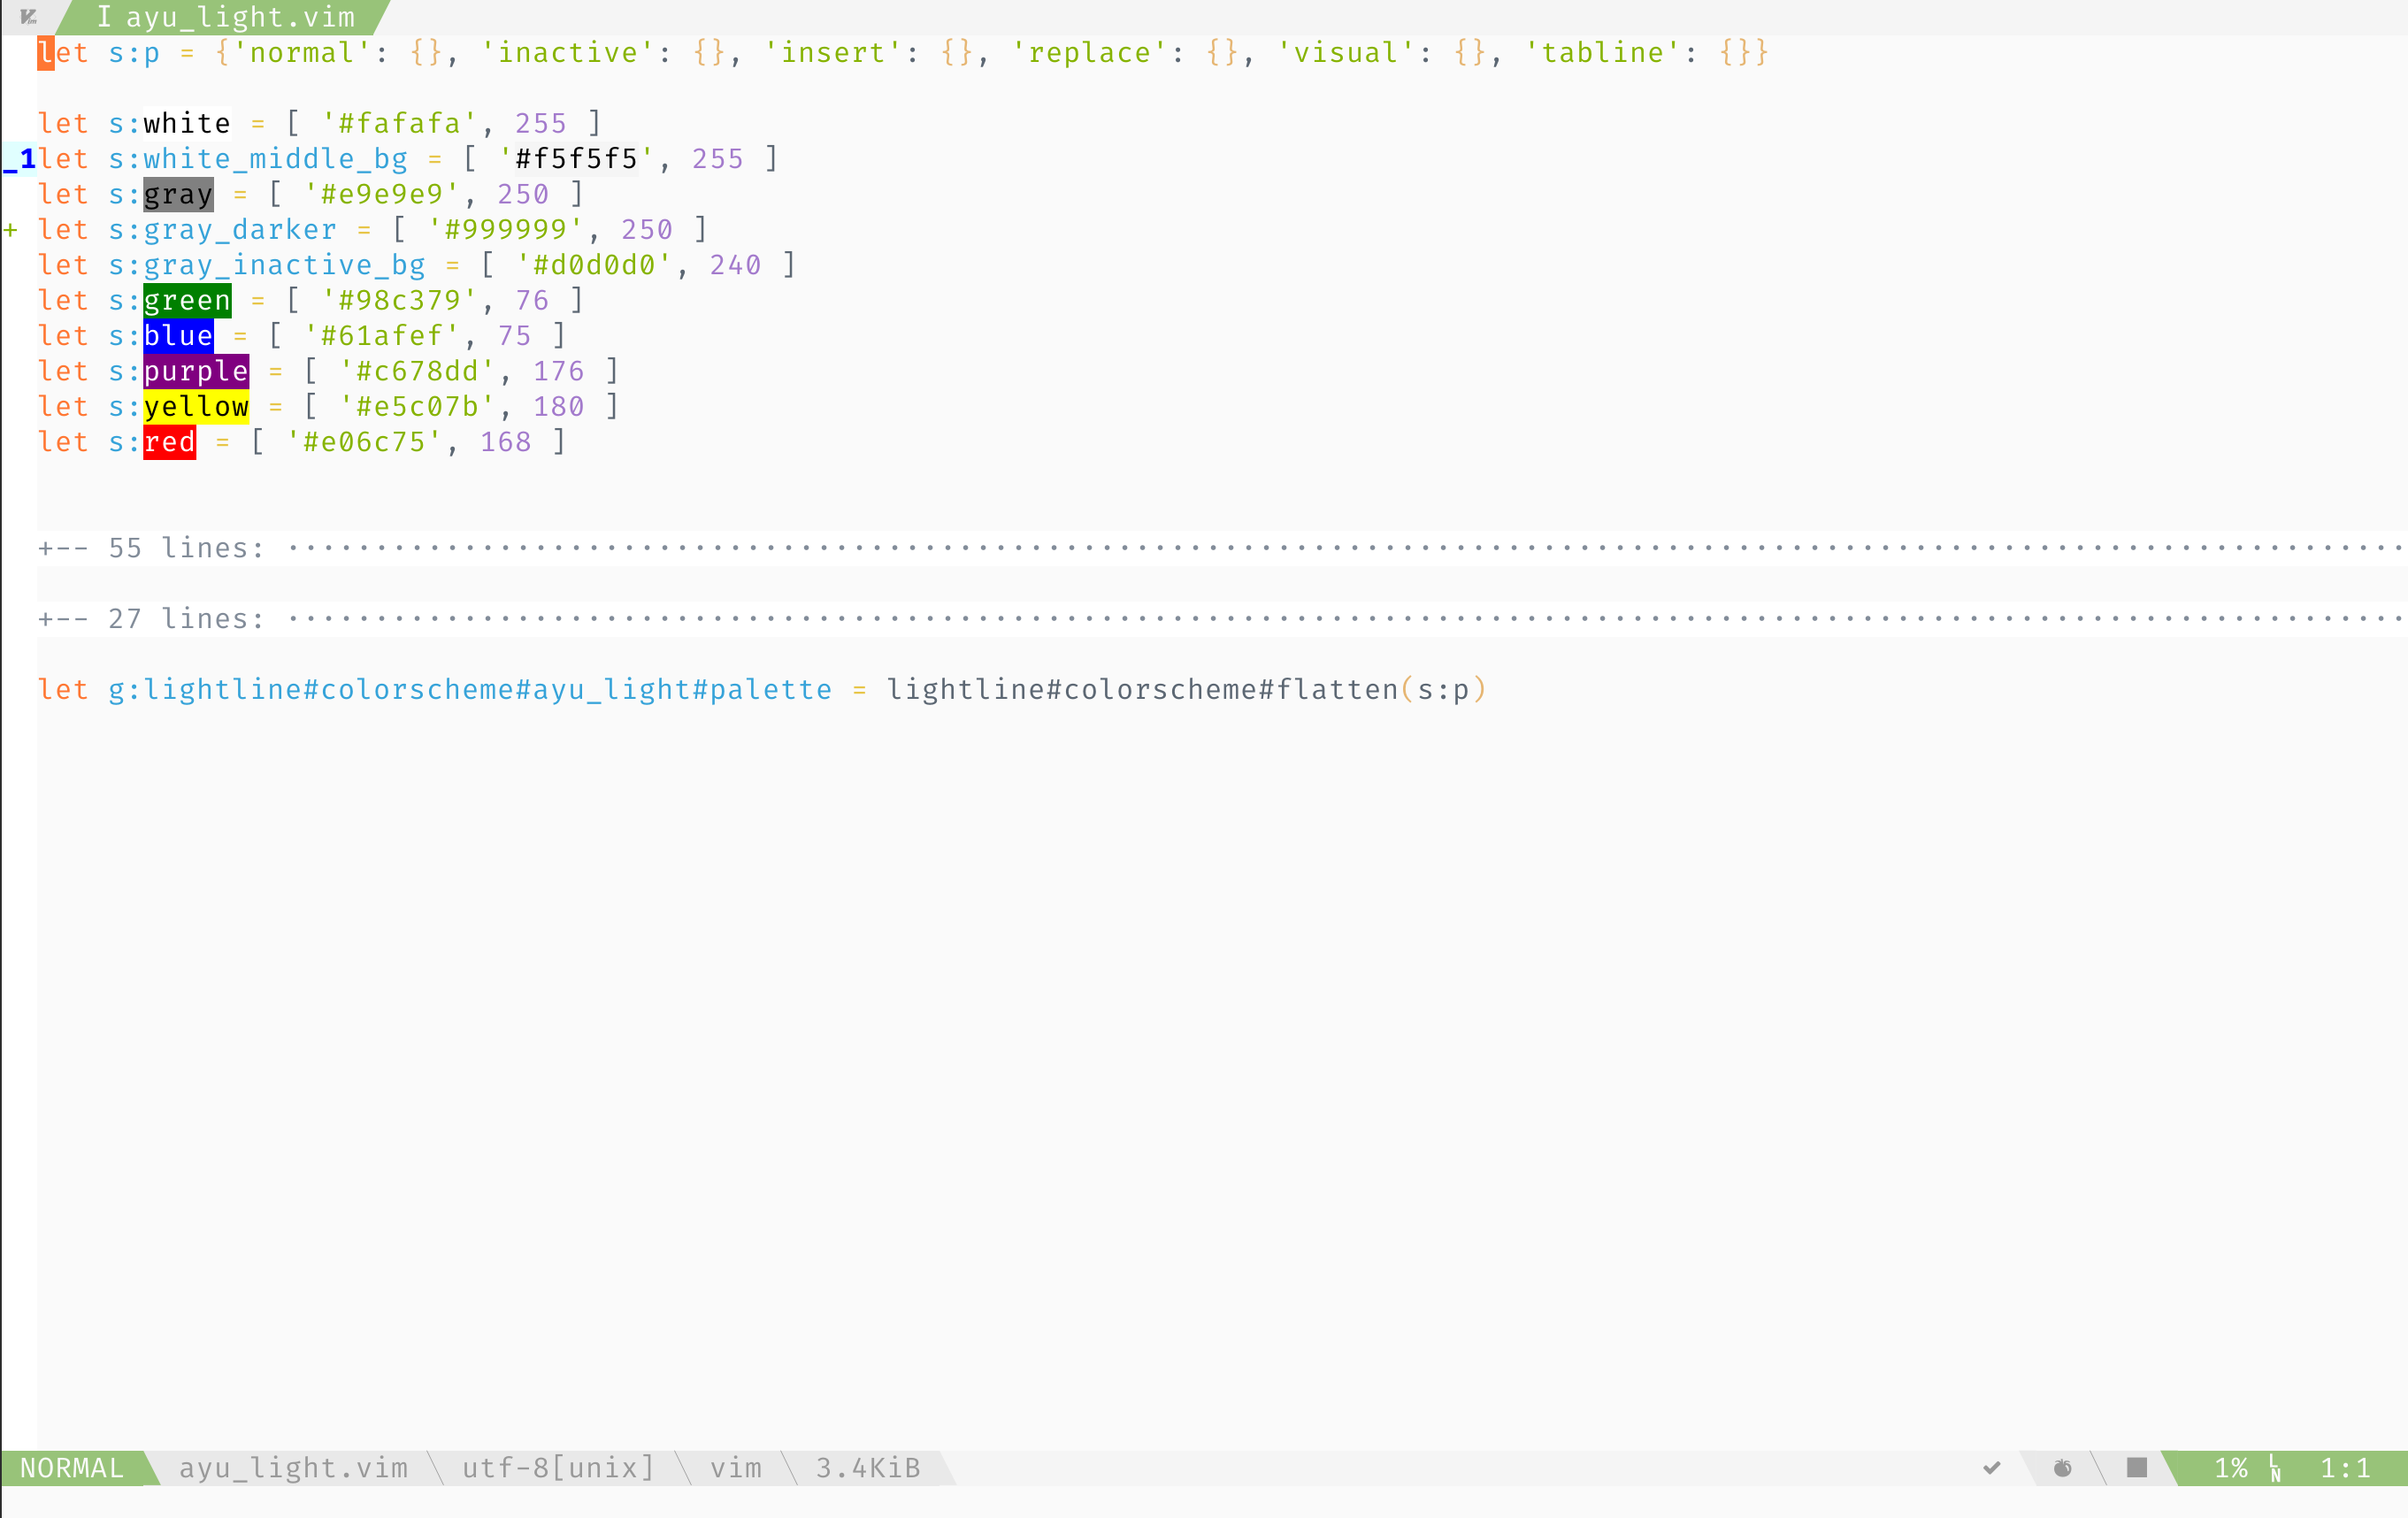 I ayu_light.vim
let s:p = {'normal': {}, 'inactive': {}, 'insert': {}, 'replace': {}, 'visual': {}, 'tabline': {}}
let s:white = [ '#fafafa', 255 ]
_1let s:white_middle_bg = [ '#f5f5f5', 255 ]
let s:gray = [ '#e9e9e9', 250 ]
+ let s:gray_darker = [ '#999999', 250 ]
let s:gray_inactive_bg = [ '#d0d0d0', 240 ]
let s:green = [ '#98c379', 76 ]
let s:blue = [ '#61afef', 75 ]
let s:purple = [ '#c678dd', 176 ]
let s:yellow = [ '#e5c07b', 180 ]
let s:red = [ '#e06c75', 168 ]
+-- 55 lines: ························································································································
+-- 27 lines: ························································································································
let g:lightline#colorscheme#ayu_light#palette = lightline#colorscheme#flatten(s:p)
NORMAL ayu_light.vim utf-8[unix] vim 3.4KiB ✔ 1% LN 1:1